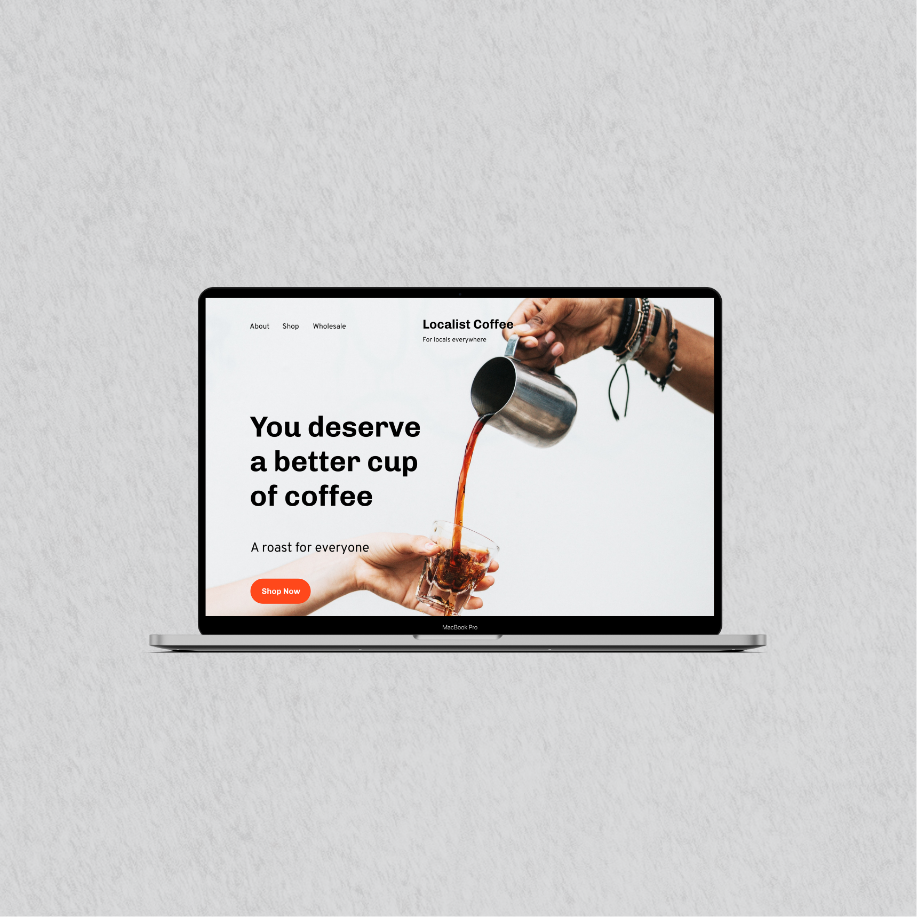 About Shop Wholesale
Localist Coffee
For locals everywhere
You deserve
a better cup
of coffee
A roast for everyone
Shop Now
MacBook Pro